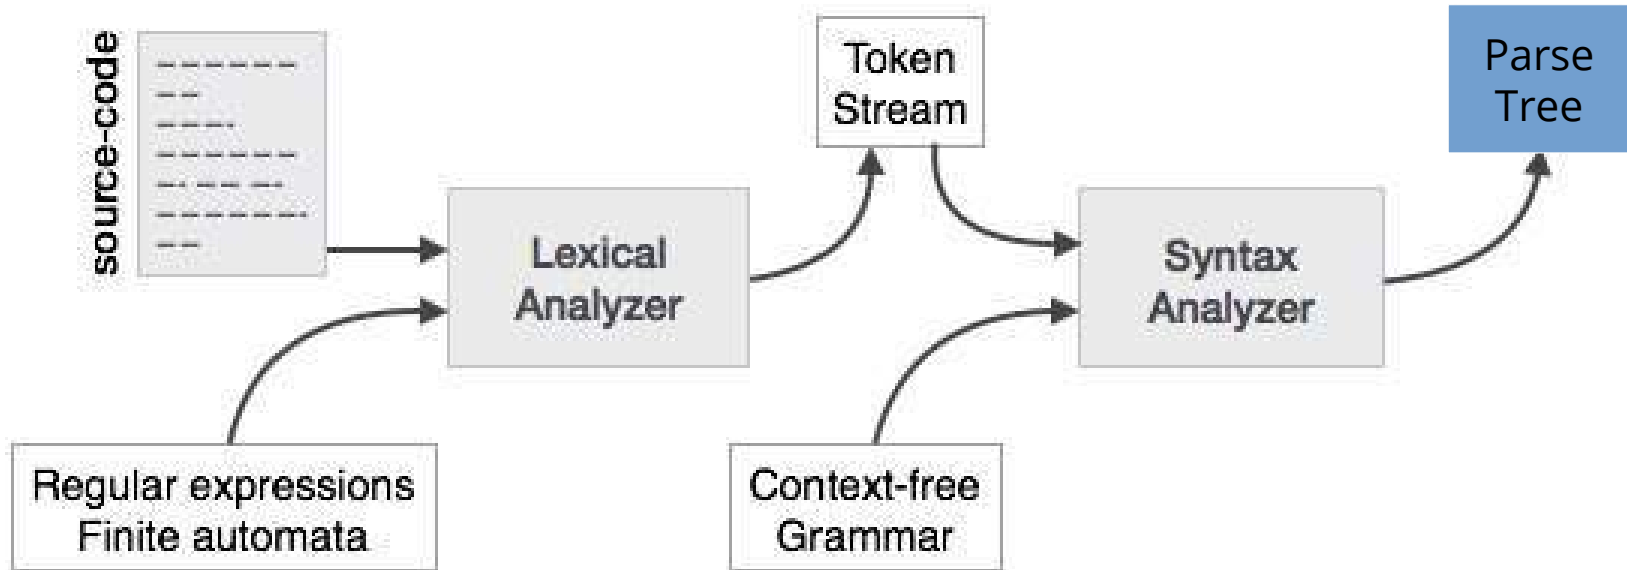 source-code
Token
Stream
Parse
Tree
Lexical
Analyzer
Syntax
Analyzer
Regular expressions
Finite automata
Context-free
Grammar